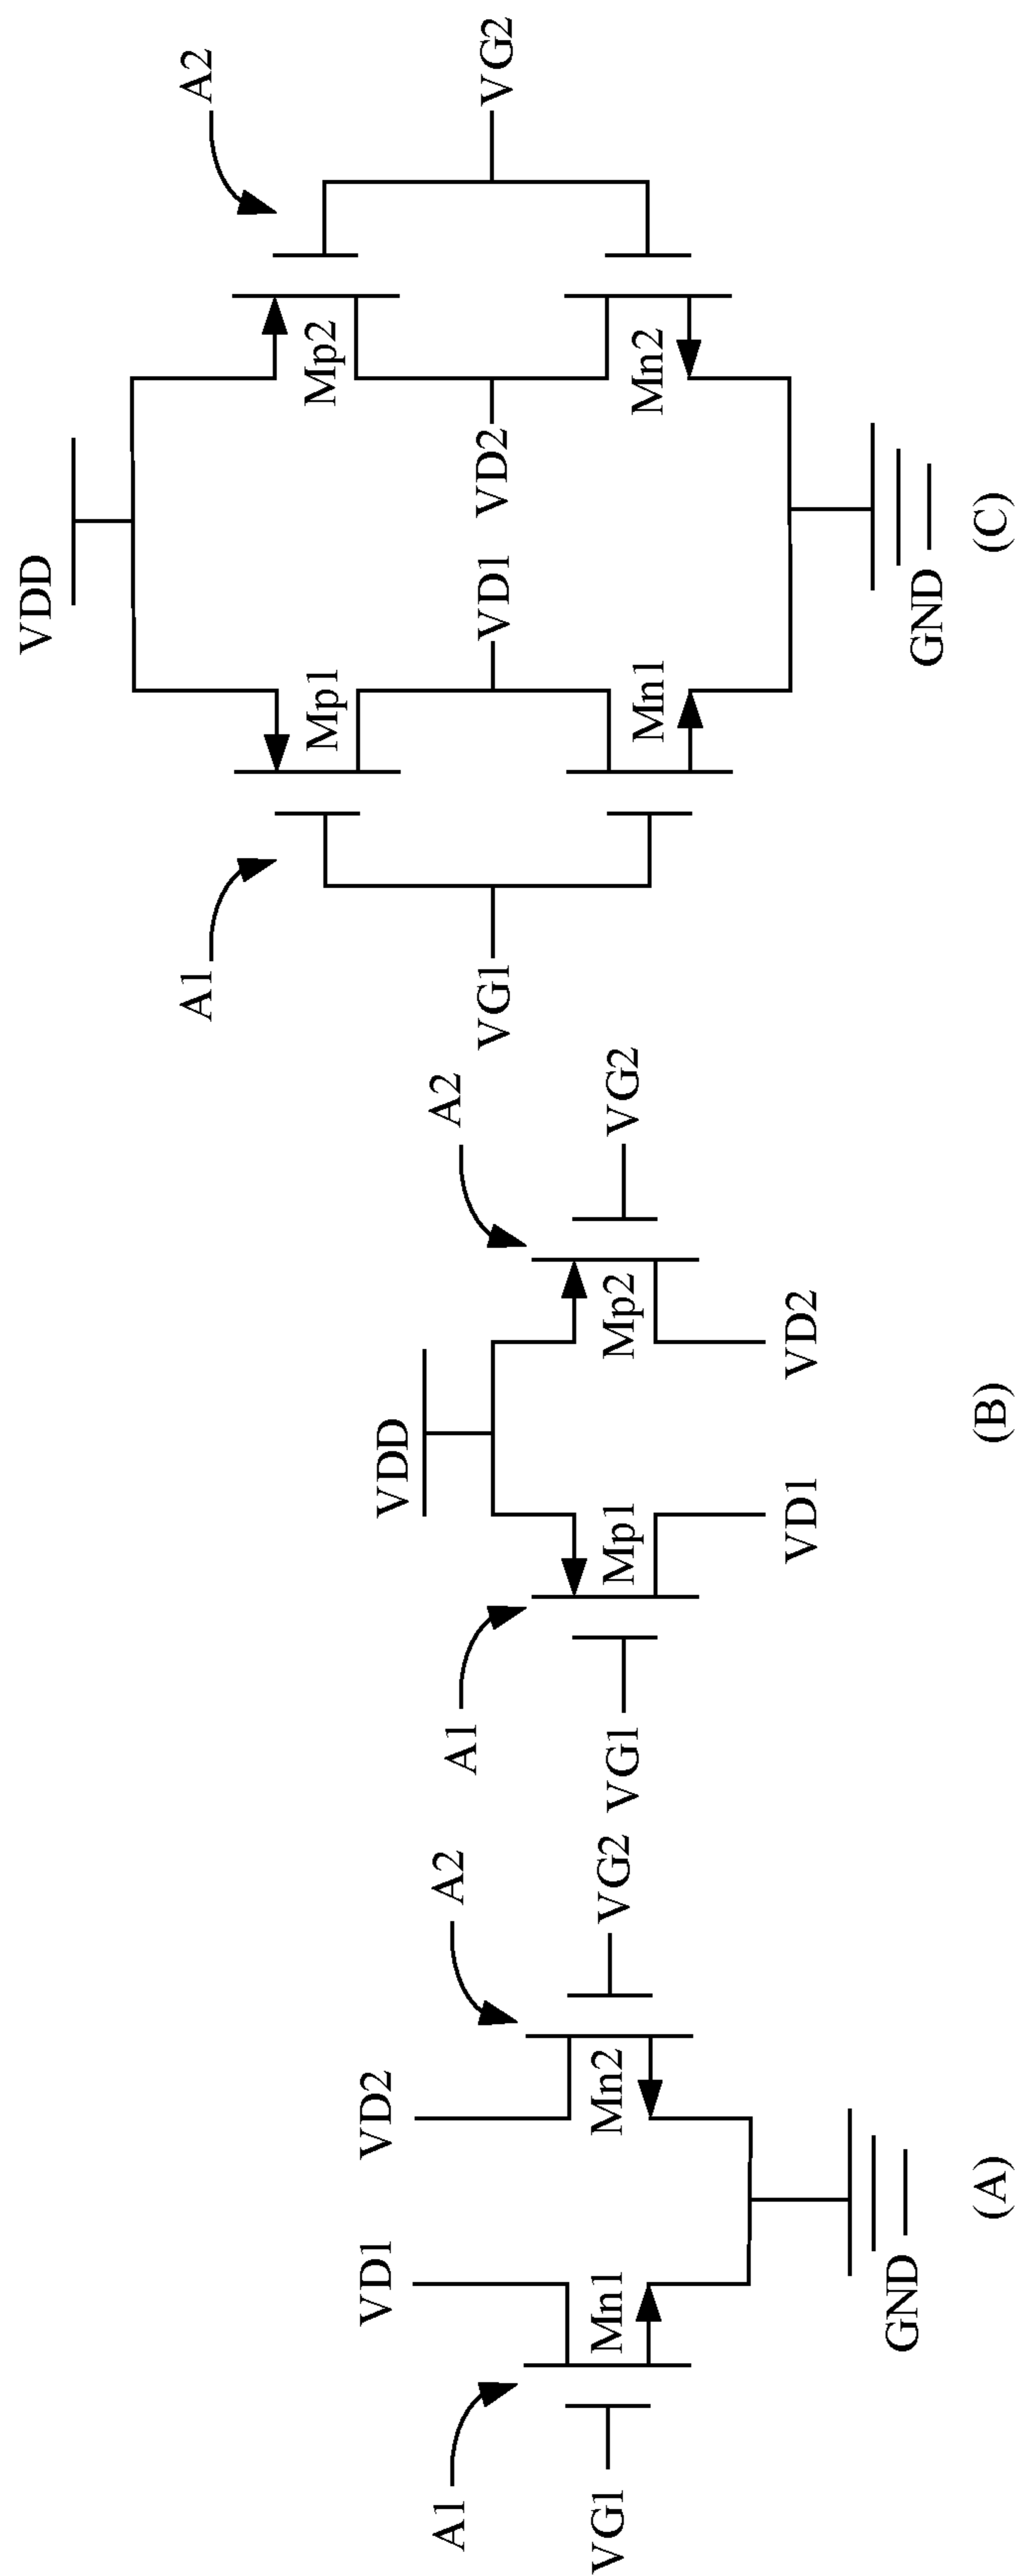 A1
A2
VD1
VD2
VG1
Mn1
Mn2
VG2
GND
(A)
VDD
A1
A2
VG1
Mp1
Mp2
VG2
VD1
VD2
(B)
VDD
A1
A2
Mp1
Mp2
VG1
VD1
VD2
VG2
Mn1
Mn2
GND
(C)